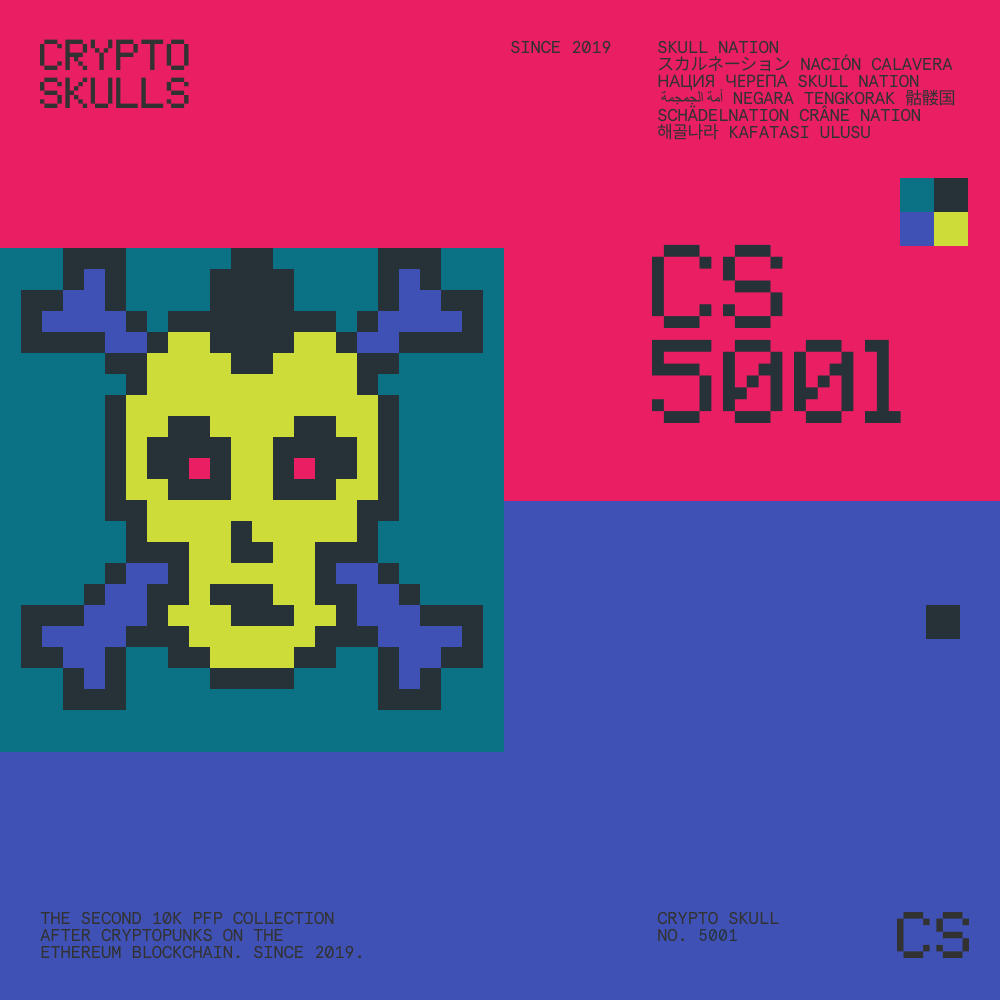 CRYPTO
SKULLS
SINCE 2019
SKULL NATION
スカルネーション NACIÓN CALAVERA
НАЦИЯ ЧЕРЕПА SKULL NATION
أمة الجمجمة NEGARA TENGKORAK 骷髅国
SCHÄDELNATION CRÂNE NATION
해골나라 KAFATASI ULUSU
CS
5001
THE SECOND 10K PFP COLLECTION
AFTER CRYPTOPUNKS ON THE
ETHEREUM BLOCKCHAIN. SINCE 2019.
CRYPTO SKULL
NO. 5001
CS